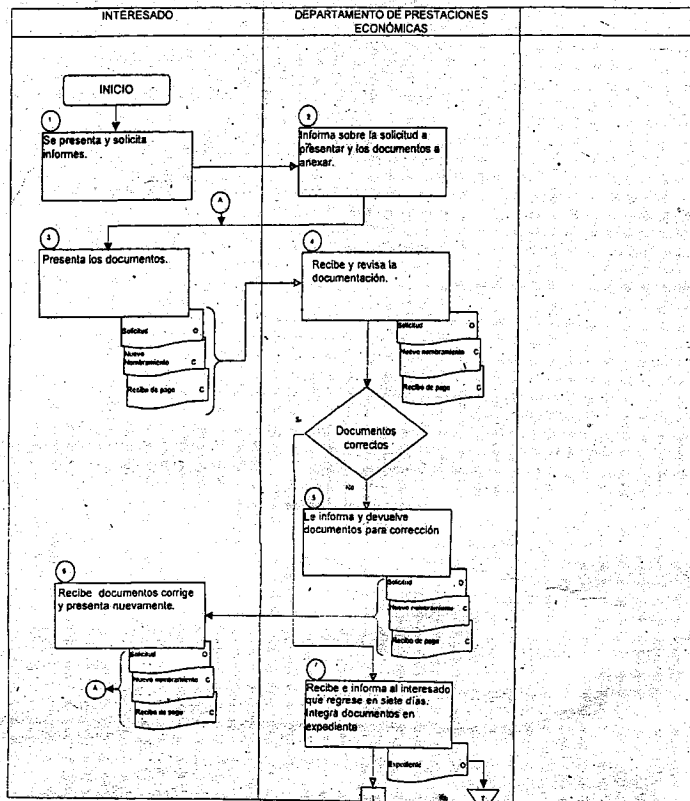 INTERESADO
DEPARTAMENTO DE PRESTACIONES
ECONÓMICAS
INICIO
1
Se presenta y solicita
informes.
2
Informa sobre la solicitud a
presentar y los documentos a
anexar.
A
3
Presenta los documentos.
Solicitud O
Nuevo
Nombramiento C
Recibo de pago C
4
Recibe y revisa la
documentación.
Solicitud O
Nuevo nombramiento C
Recibo de pago C
Documentos
correctos
No
5
Le informa y devuelve
documentos para corrección
Solicitud O
Nuevo nombramiento C
Recibo de pago C
6
Recibe documentos corrige
y presenta nuevamente.
Solicitud O
Nuevo nombramiento C
Recibo de pago C
A
7
Recibe e informa al interesado
que regrese en siete días.
Integra documentos en
expediente
Expediente O